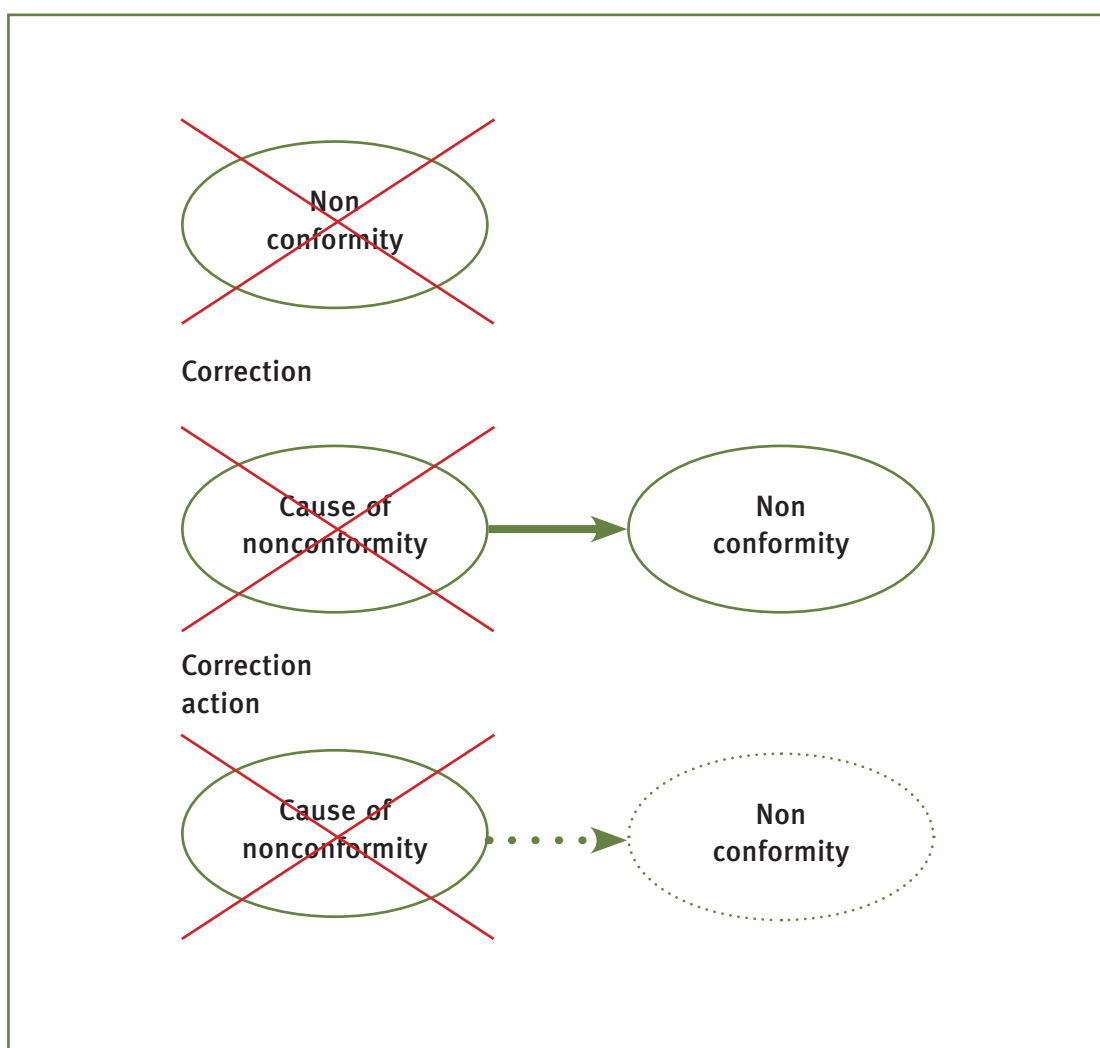 Non
conformity
Correction
Cause of
nonconformity
Non
conformity
Correction
action
Cause of
nonconformity
Non
conformity